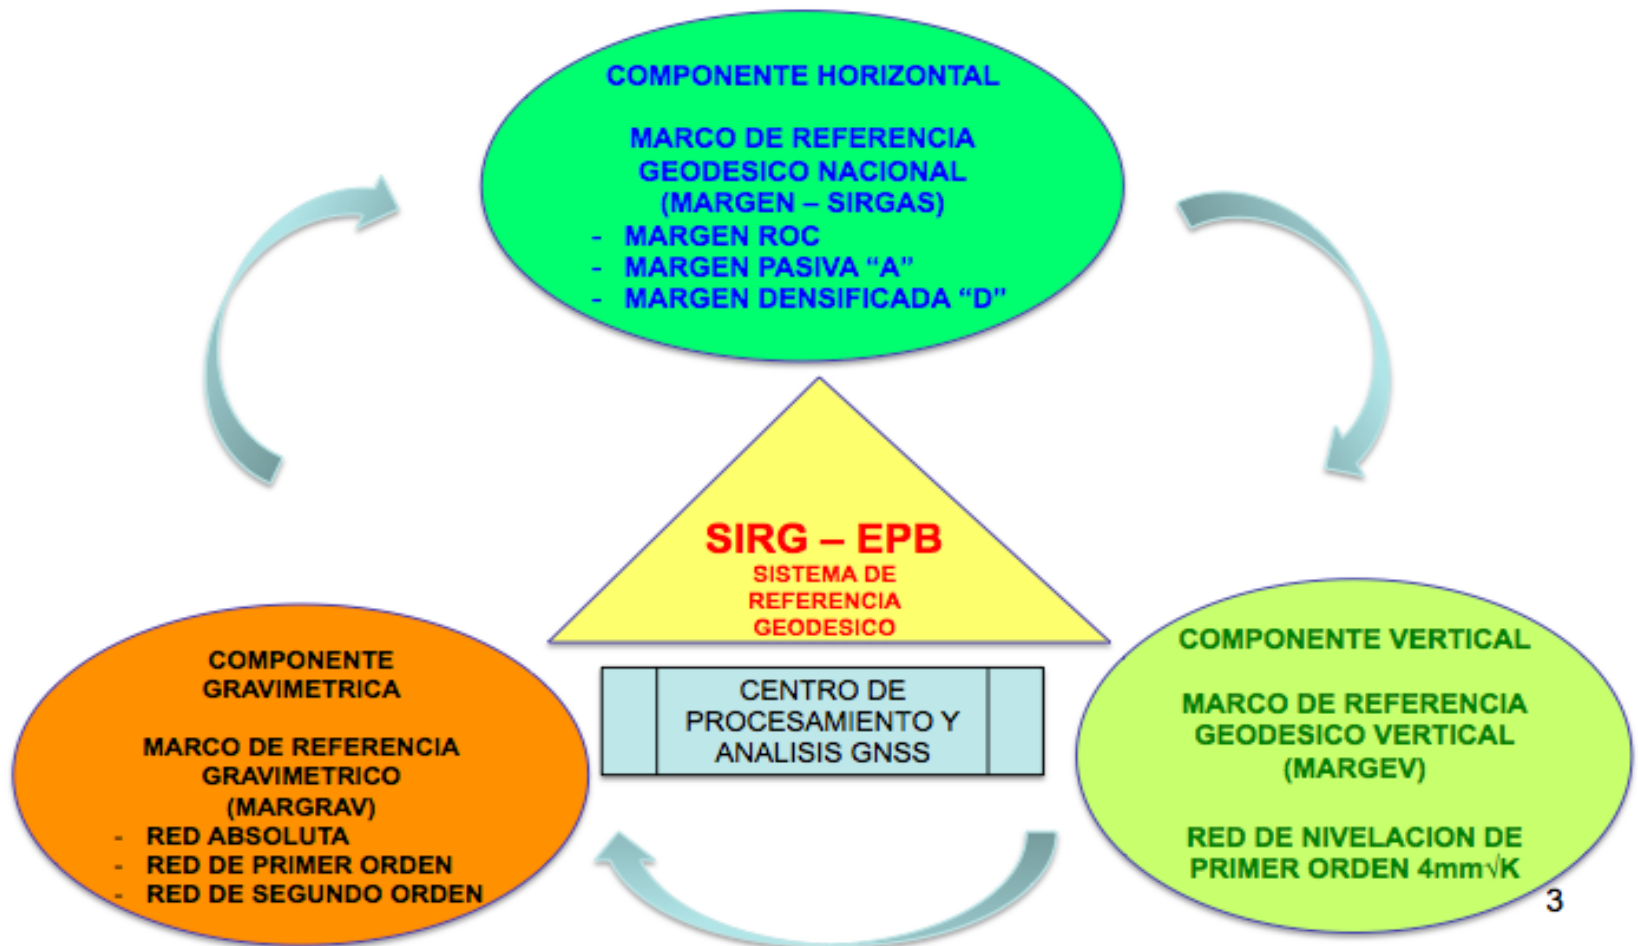 COMPONENTE HORIZONTAL
MARCO DE REFERENCIA
GEODESICO NACIONAL
(MARGEN – SIRGAS)
- MARGEN ROC
- MARGEN PASIVA “A”
- MARGEN DENSIFICADA “D”
SIRG – EPB
SISTEMA DE
REFERENCIA
GEODESICO
CENTRO DE
PROCESAMIENTO Y
ANALISIS GNSS
COMPONENTE
GRAVIMETRICA
MARCO DE REFERENCIA
GRAVIMETRICO
(MARGRAV)
- RED ABSOLUTA
- RED DE PRIMER ORDEN
- RED DE SEGUNDO ORDEN
COMPONENTE VERTICAL
MARCO DE REFERENCIA
GEODESICO VERTICAL
(MARGEV)
RED DE NIVELACION DE
PRIMER ORDEN 4mm√K
3